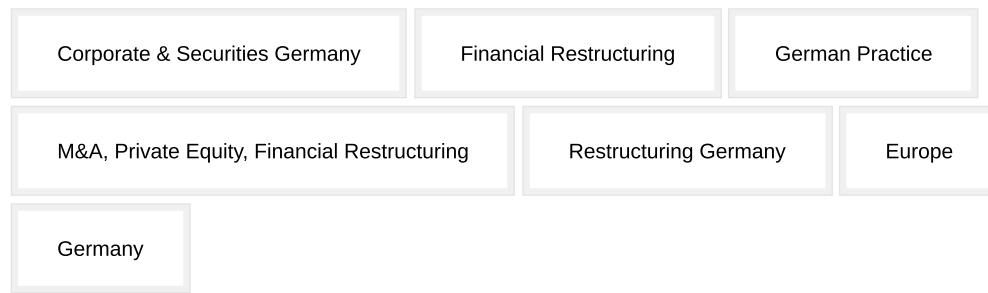 Corporate & Securities Germany
Financial Restructuring
German Practice
M&A, Private Equity, Financial Restructuring
Restructuring Germany
Europe
Germany